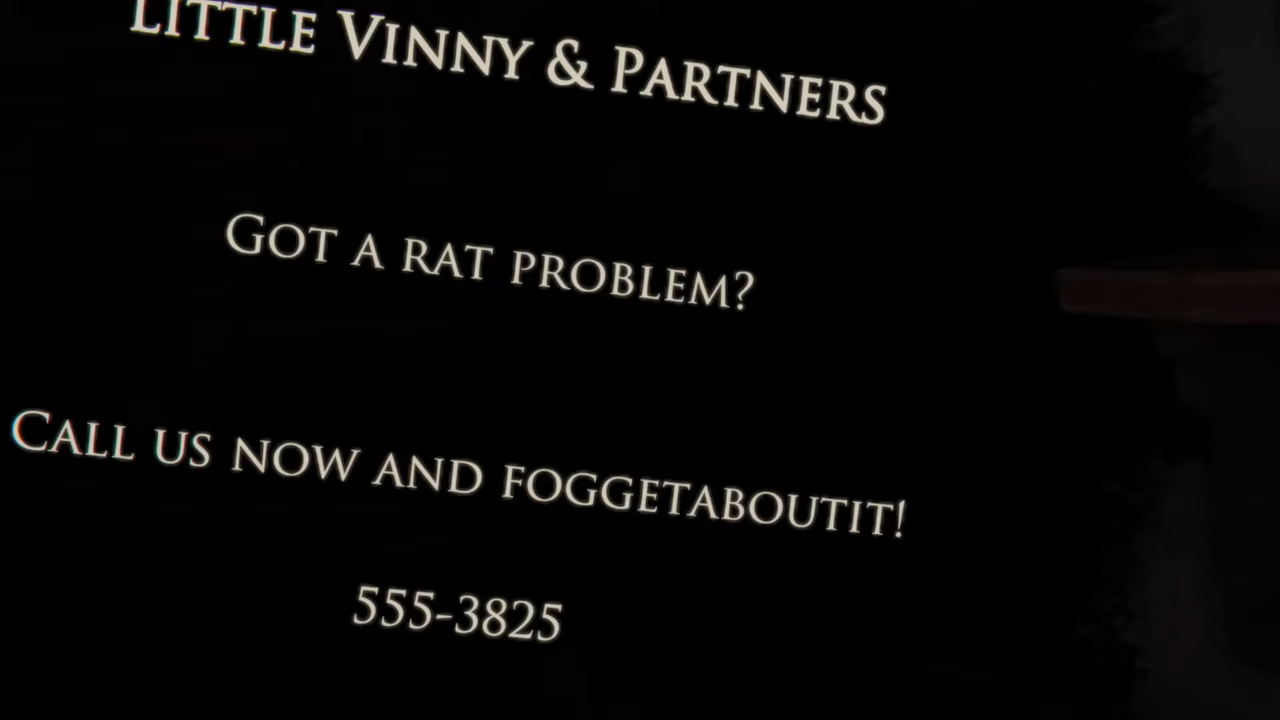 Little Vinny & Partners
Got a rat problem?
Call us now and foggetaboutit!
555-3825